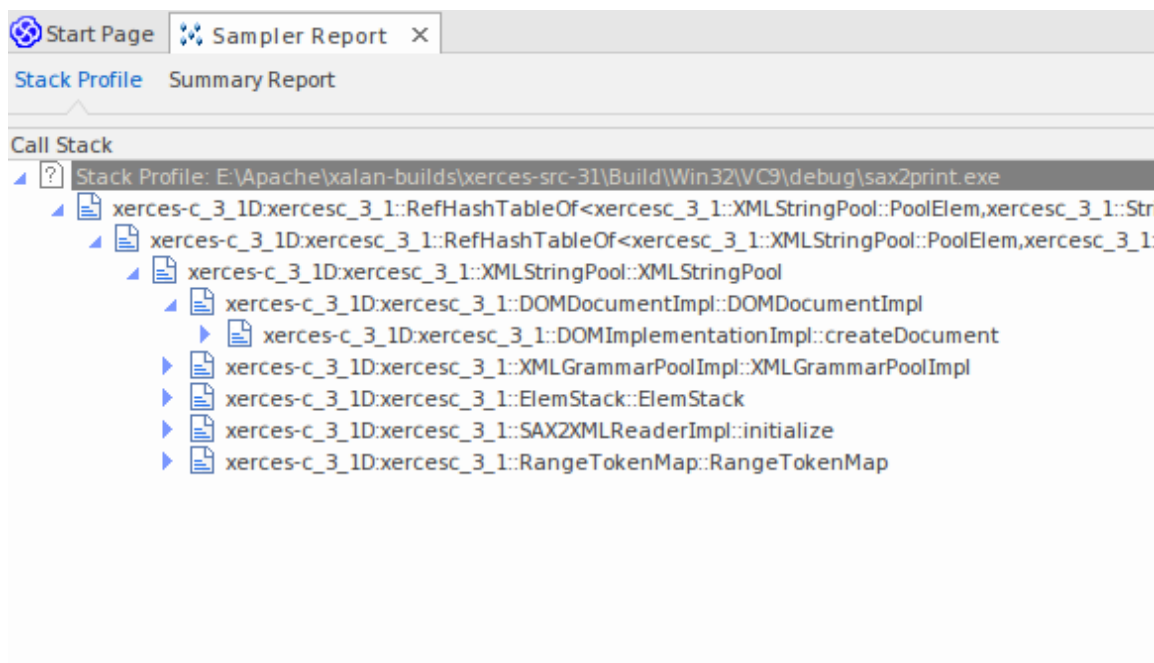 Start Page Sampler Report
Stack Profile Summary Report
Call Stack
Stack Profile: E:\Apache\xalan-builds\xerces-src-31\Build\Win32\VC9\debug\sax2print.exe
xerces-c_3_1D:xercesc_3_1::RefHashTableOf<xercesc_3_1::XMLStringPool::PoolElem,xercesc_3_1::Stri
xerces-c_3_1D:xercesc_3_1::RefHashTableOf<xercesc_3_1::XMLStringPool::PoolElem,xercesc_3_1:
xerces-c_3_1D:xercesc_3_1::XMLStringPool::XMLStringPool
xerces-c_3_1D:xercesc_3_1::DOMDocumentImpl::DOMDocumentImpl
xerces-c_3_1D:xercesc_3_1::DOMImplementationImpl::createDocument
xerces-c_3_1D:xercesc_3_1::XMLGrammarPoolImpl::XMLGrammarPoolImpl
xerces-c_3_1D:xercesc_3_1::ElemStack::ElemStack
xerces-c_3_1D:xercesc_3_1::SAX2XMLReaderImpl::initialize
xerces-c_3_1D:xercesc_3_1::RangeTokenMap::RangeTokenMap